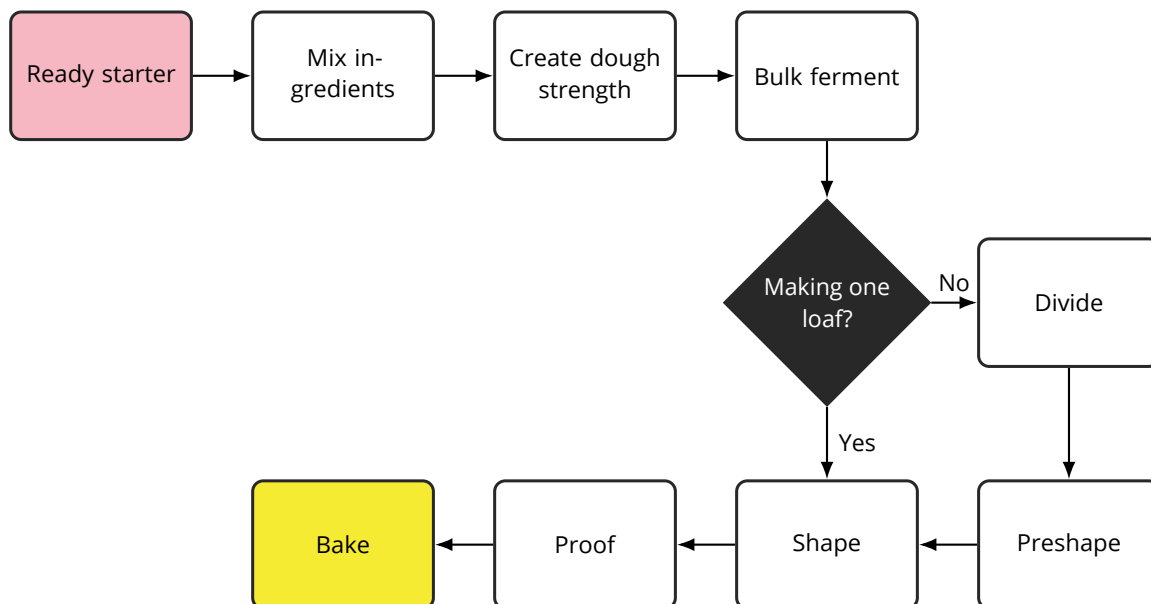 Ready starter
Mix in-
gredients
Create dough
strength
Bulk ferment
Making one
loaf?
No
Divide
Yes
Bake
Proof
Shape
Preshape